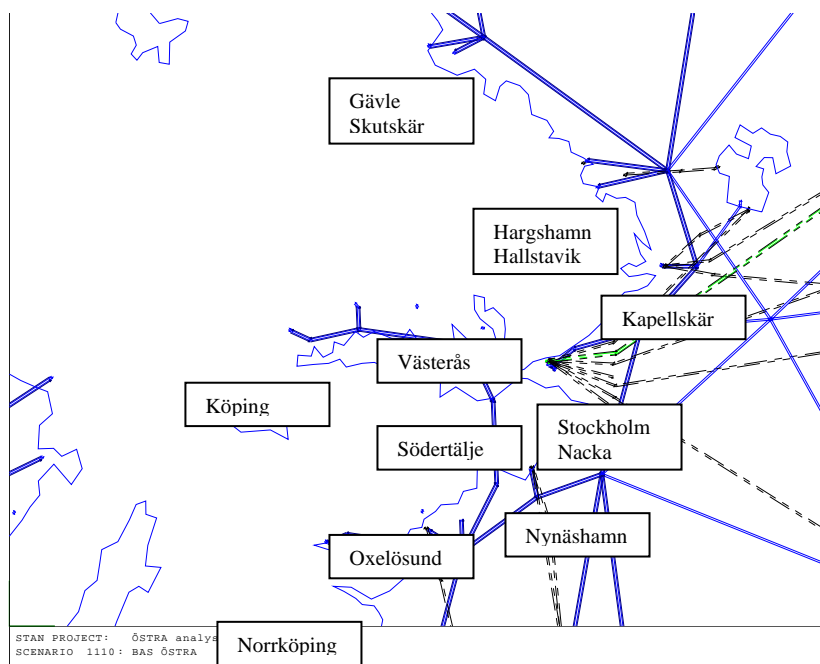 Gävle
Skutskär
Hargshamn
Hallstavik
Kapellskär
Västerås
Köping
Stockholm
Nacka
Södertälje
Nynäshamn
Oxelösund
STAN PROJECT: ÖSTRA analys
SCENARIO 1110: BAS ÖSTRA
Norrköping